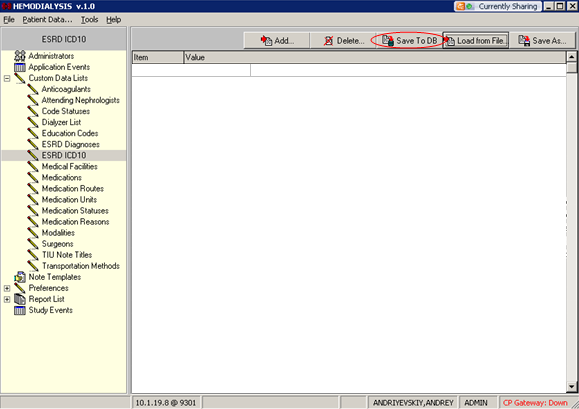 HEMODIALYSIS v.1.0
Currently Sharing
File Patient Data... Tools Help
ESRD ICD10
Add... Delete... Save To DB Load from File.. Save As...
Item Value
Administrators
Application Events
Custom Data Lists
Anticoagulants
Attending Nephrologists
Code Statuses
Dialyzer List
Education Codes
ESRD Diagnoses
ESRD ICD10
Medical Facilities
Medications
Medication Routes
Medication Units
Medication Statuses
Medication Reasons
Modalities
Surgeons
TIU Note Titles
Transportation Methods
Note Templates
Preferences
Report List
Study Events
10.1.19.8 @ 9301 ANDRIYEVSKIY,ANDREY ADMIN CP Gateway: Down